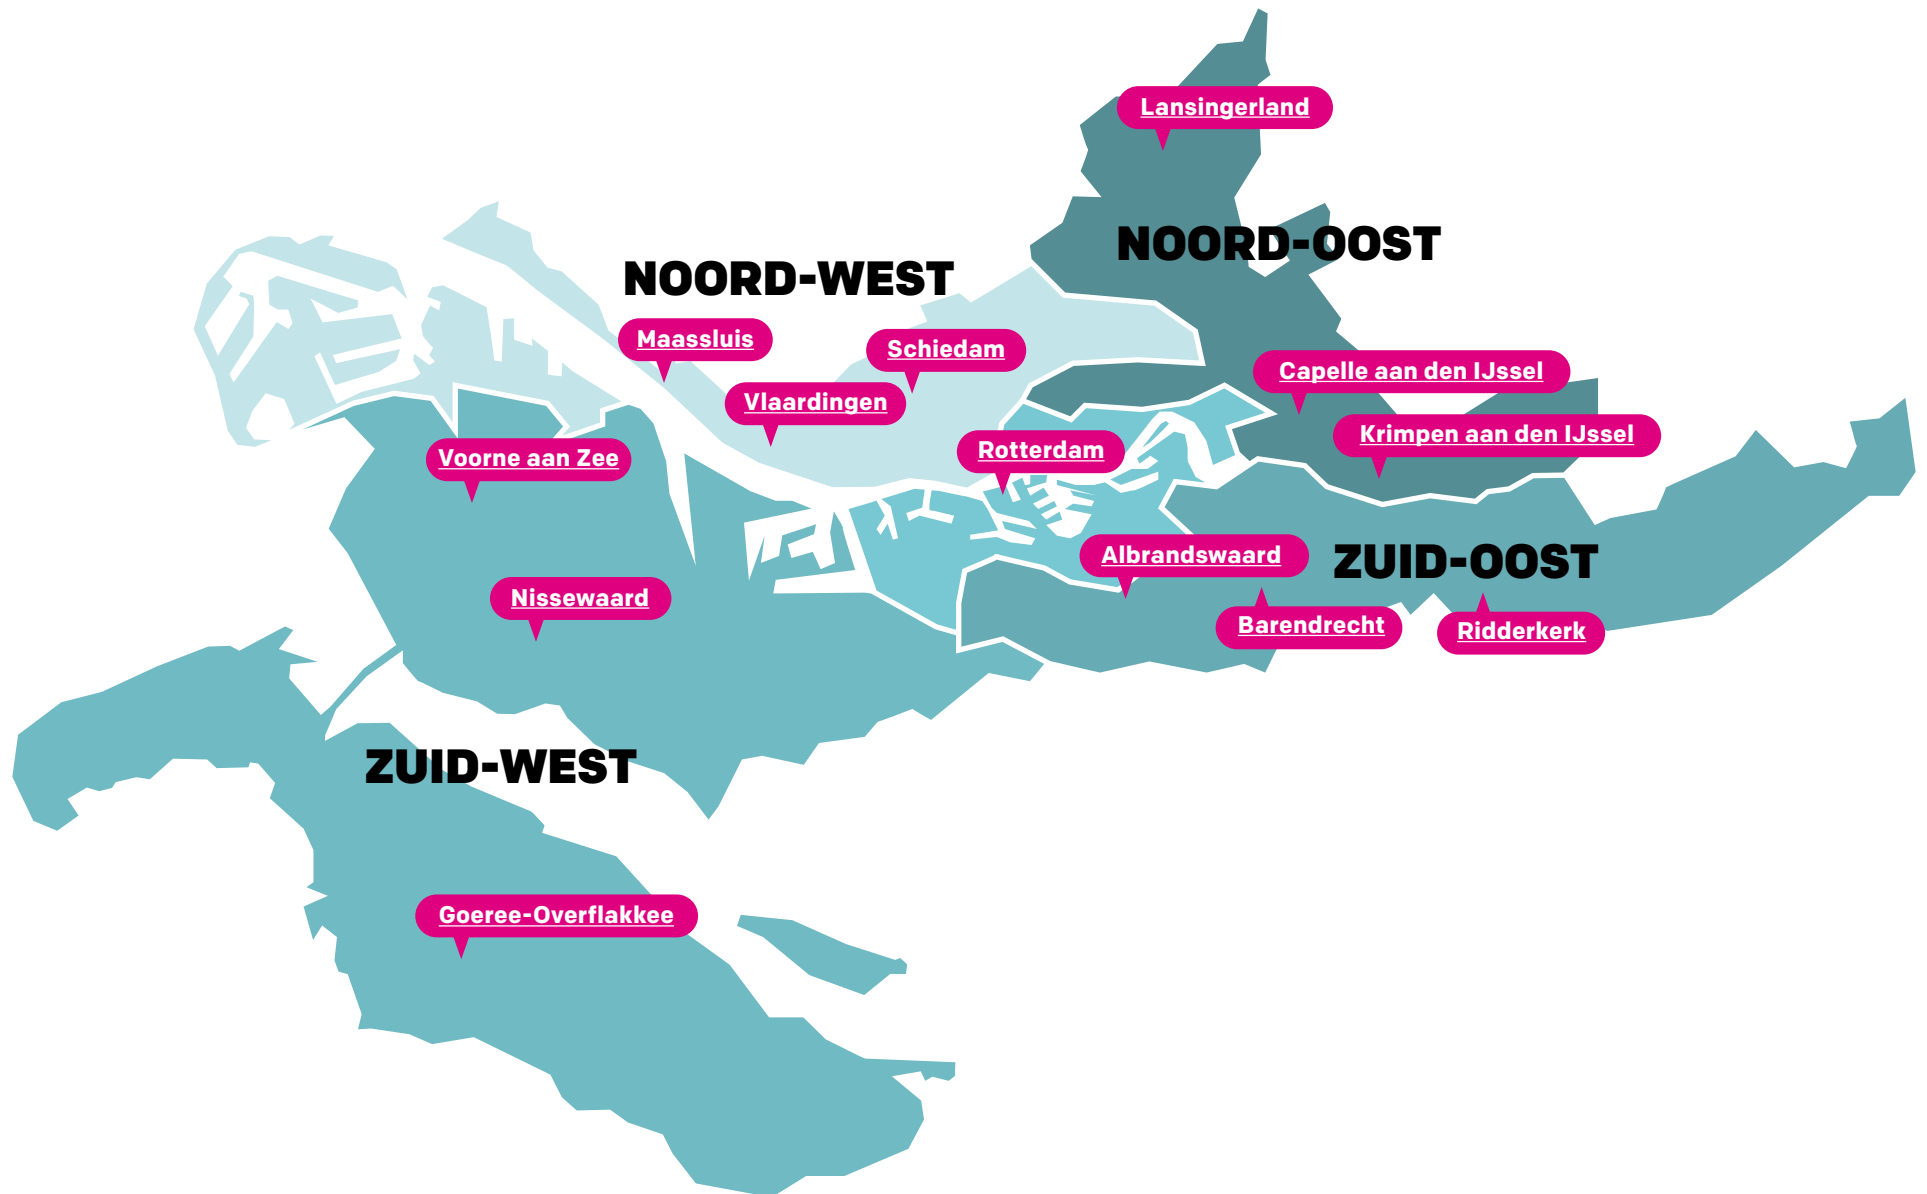 Lansingerland
NOORD-OOST
NOORD-WEST
Maassluis
Schiedam
Vlaardingen
Capelle aan den IJssel
Krimpen aan den IJssel
Rotterdam
Voorne aan Zee
Albrandswaard
ZUID-OOST
Nissewaard
Barendrecht
Ridderkerk
ZUID-WEST
Goeree-Overflakkee